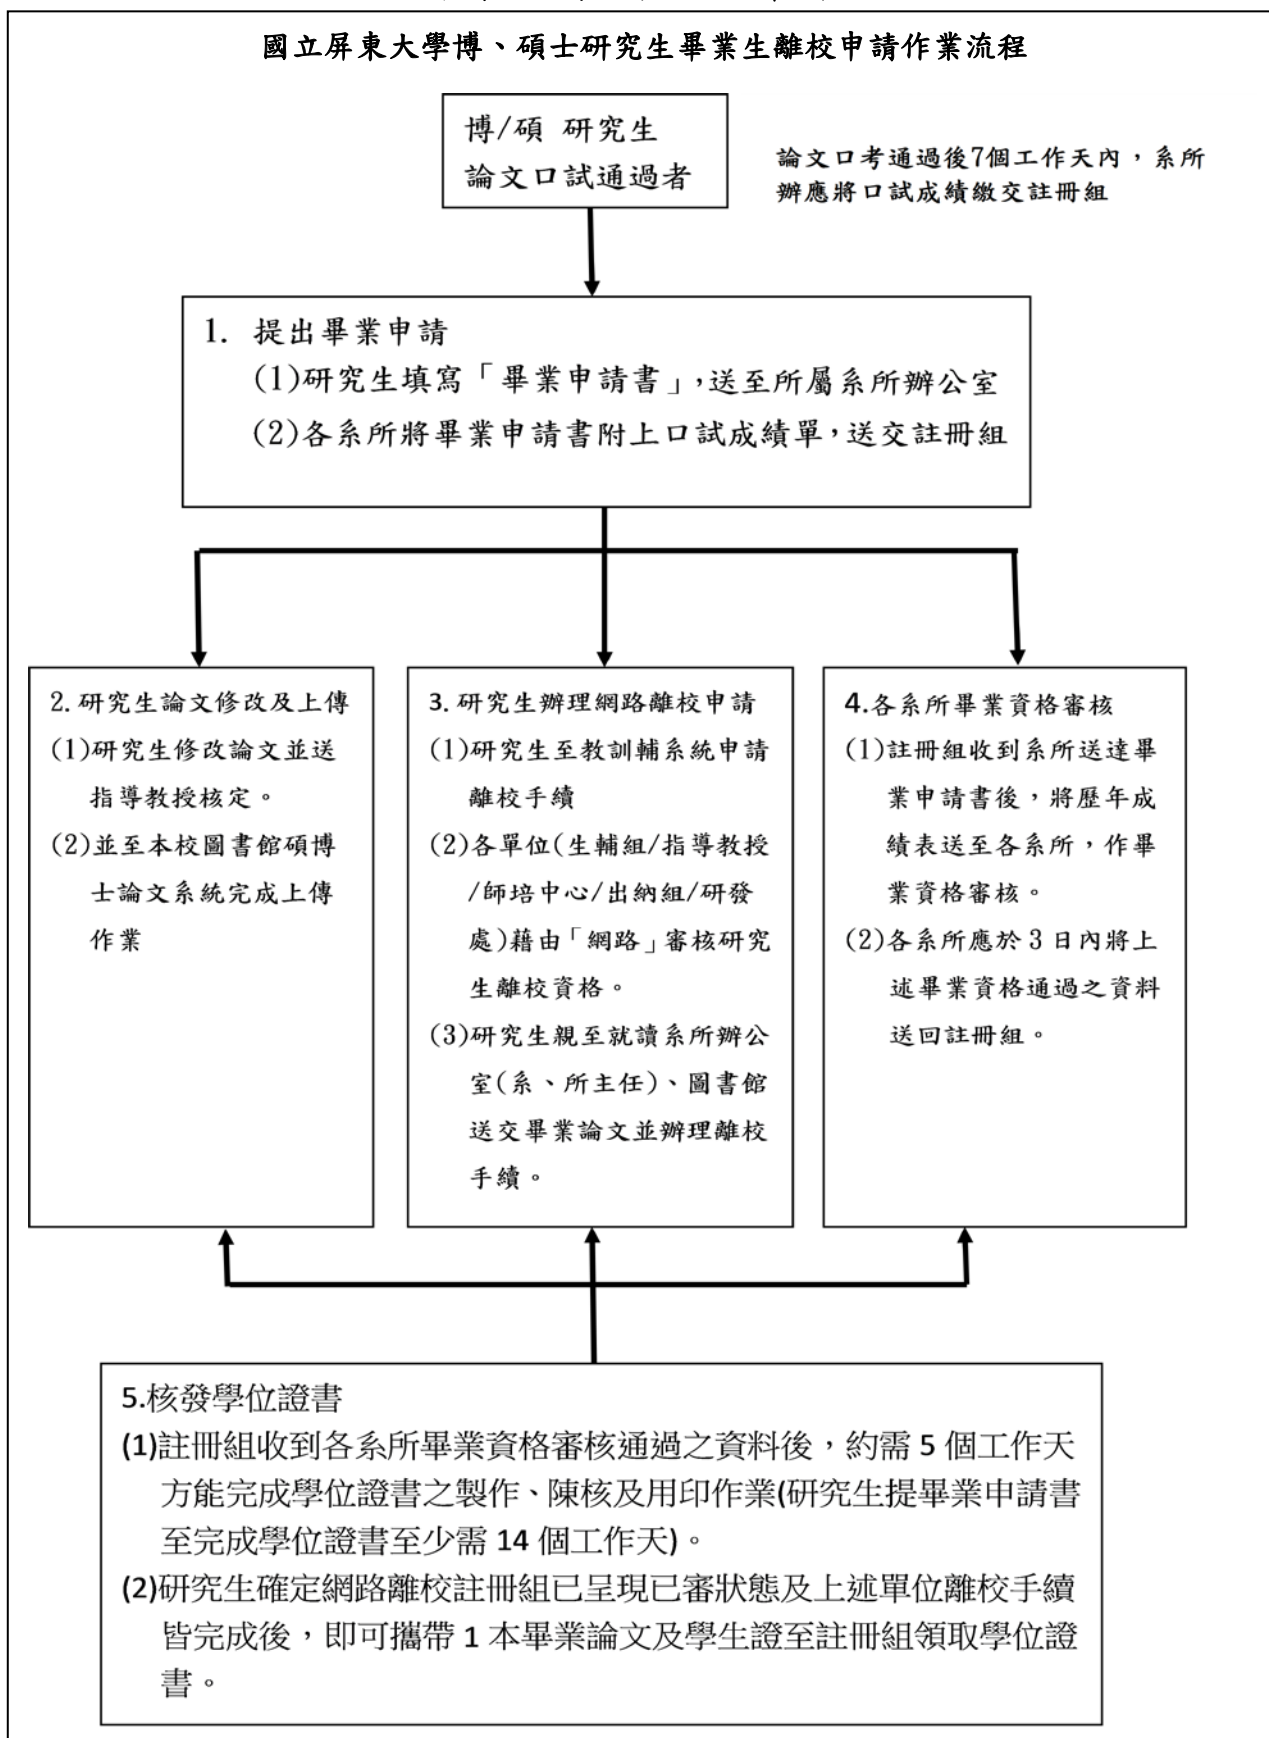 國立屏東大學博、碩士研究生畢業生離校申請作業流程
博/碩 研究生
論文口試通過者
論文口考通過後7個工作天內，系所
辦應將口試成績繳交註冊組
1. 提出畢業申請
(1)研究生填寫「畢業申請書」,送至所屬系所辦公室
(2)各系所將畢業申請書附上口試成績單,送交註冊組
2.研究生論文修改及上傳
(1)研究生修改論文並送
指導教授核定。
(2)並至本校圖書館碩博
士論文系統完成上傳
作業
3.研究生辦理網路離校申請
(1)研究生至教訓輔系統申請
離校手續
(2)各單位(生輔組/指導教授
/師培中心/出納組/研發
處)藉由「網路」審核研究
生離校資格。
(3)研究生親至就讀系所辦公
室(系、所主任)、圖書館
送交畢業論文並辦理離校
手續。
4.各系所畢業資格審核
(1)註冊組收到系所送達畢
業申請書後，將歷年成
績表送至各系所，作畢
業資格審核。
(2)各系所應於 3 日內將上
述畢業資格通過之資料
送回註冊組。
5.核發學位證書
(1)註冊組收到各系所畢業資格審核通過之資料後，約需 5 個工作天
方能完成學位證書之製作、陳核及用印作業(研究生提畢業申請書
至完成學位證書至少需 14 個工作天)。
(2)研究生確定網路離校註冊組已呈現已審狀態及上述單位離校手續
皆完成後，即可攜帶 1 本畢業論文及學生證至註冊組領取學位證
書。